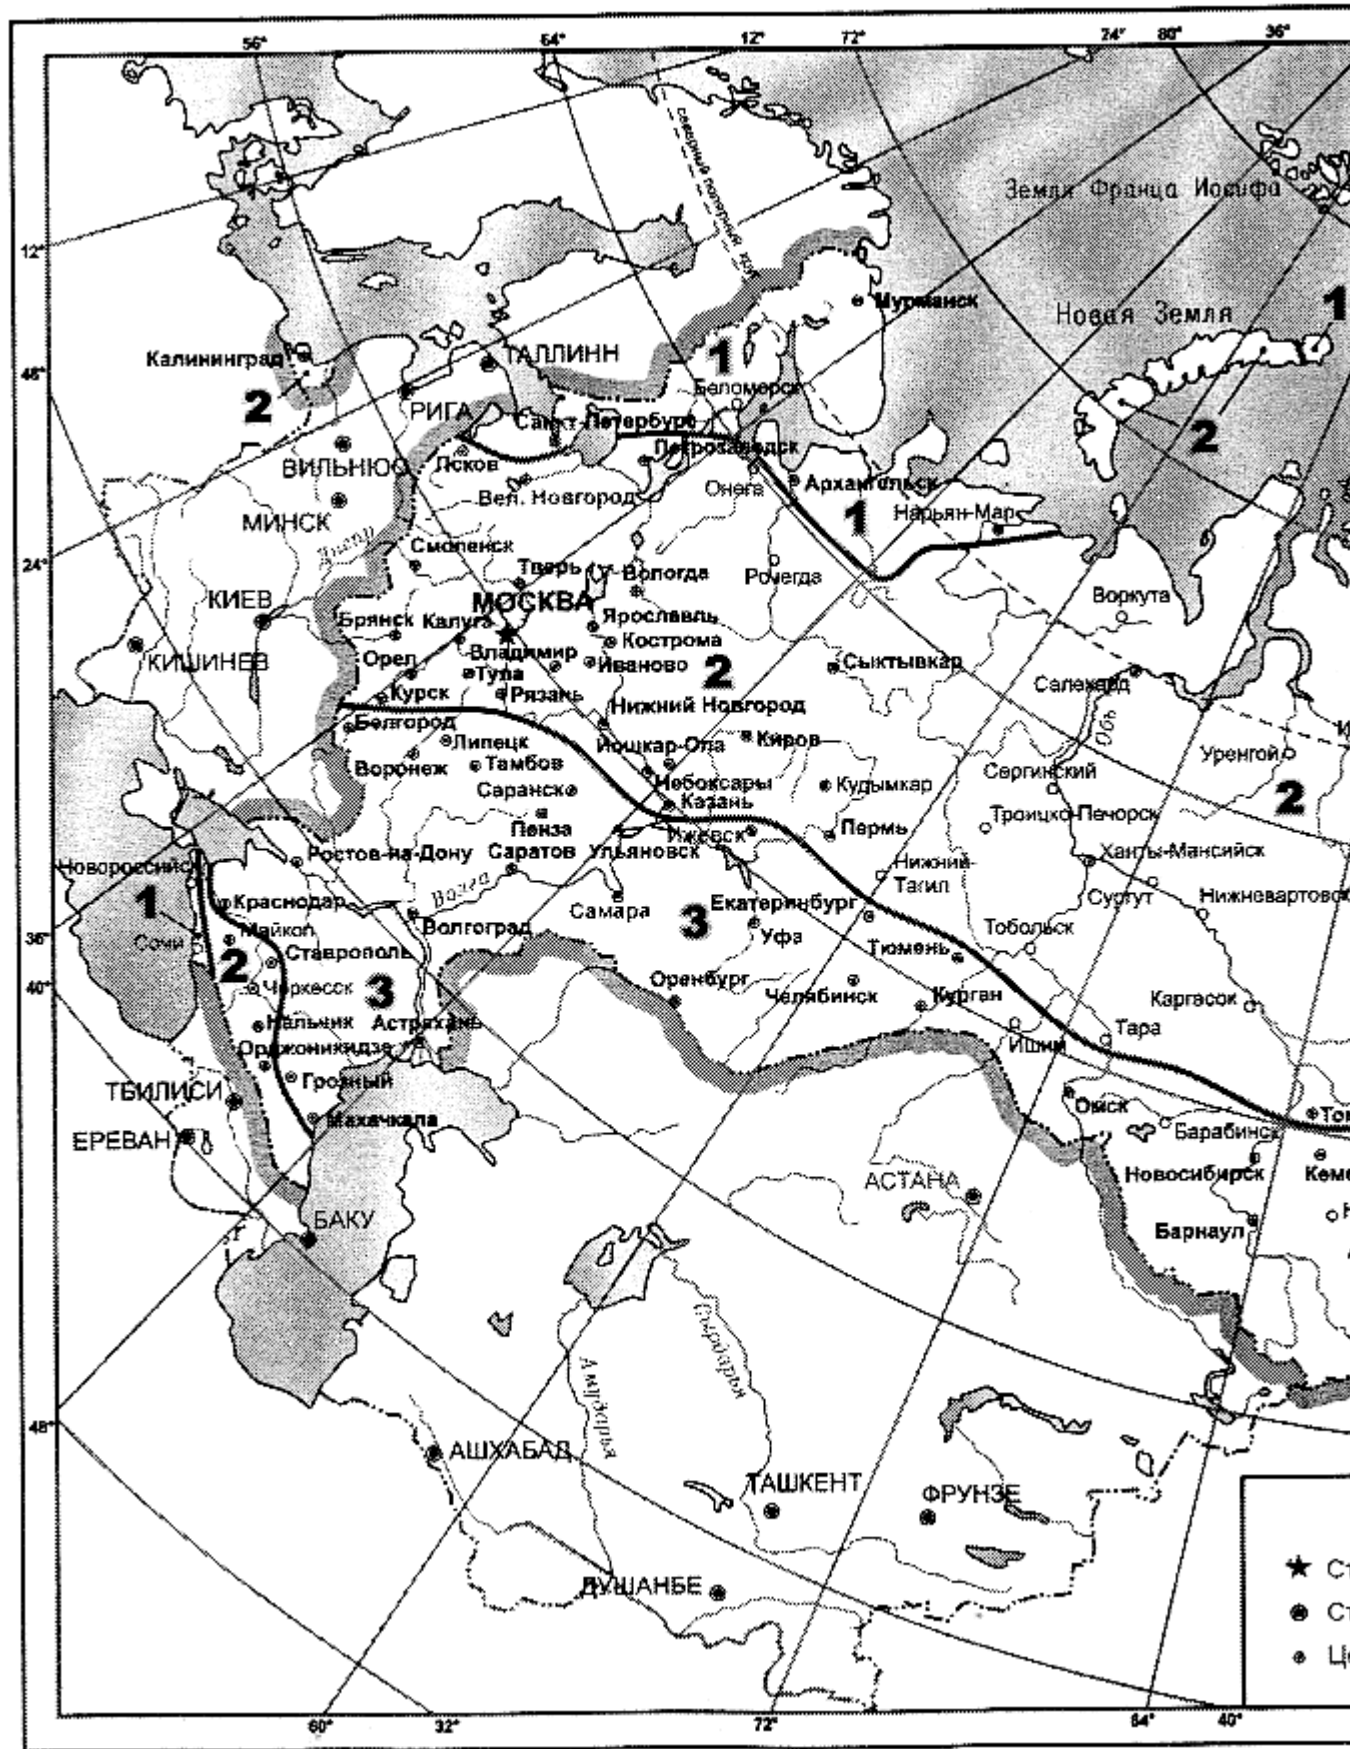 56°
64°
12°
72°
24°
80°
36°
северный полярный круг
Земля Франца Иосифа
12°
Мурманск
Новая Земля
1
Калининград
ТАЛЛИНН
1
48°
2
Беломорск
РИГА
Санкт-Петербург
2
ВИЛЬНЮС
Псков
Петрозаводск
Вел. Новгород
Онега
Архангельск
МИНСК
1
Нарьян-Мар
Днепр
Смоленск
24°
Тверь
Вологда
Рочегда
КИЕВ
МОСКВА
Воркута
Брянск
Калуга
Ярославль
Кострома
КИШИНЕВ
Владимир
Орел
Тула
Иваново
2
Сыктывкар
Салехард
Курск
Рязань
Нижний Новгород
Обь
Белгород
Липецк
Йошкар-Ола
Киров
Уренгой
Воронеж
Тамбов
Сергинский
Саранск
Чебоксары
Кудымкар
2
Казань
Троицко-Печорск
Пенза
Ижевск
Пермь
Ростов-на-Дону
Саратов
Ульяновск
Ханты-Мансийск
Новороссийск
Нижний-
Тагил
Волга
Сургут
Нижневартовск
1
Краснодар
Самара
3
Екатеринбург
Майкоп
Волгоград
Уфа
Тобольск
36°
Сочи
Ставрополь
Тюмень
2
40°
Черкесск
3
Оренбург
Челябинск
Курган
Каргасок
Нальчик
Астрахань
Тара
Орджоникидзе
Ишим
ТБИЛИСИ
Грозный
Омск
ЕРЕВАН
Махачкала
Барабинск
Том
АСТАНА
Новосибирск
Кеме
БАКУ
Барнаул
Сырдарья
Амударья
48°
АШХАБАД
ТАШКЕНТ
ФРУНЗЕ
Ст
ДУШАНБЕ
Ст
Це
60°
32°
72°
64°
40°